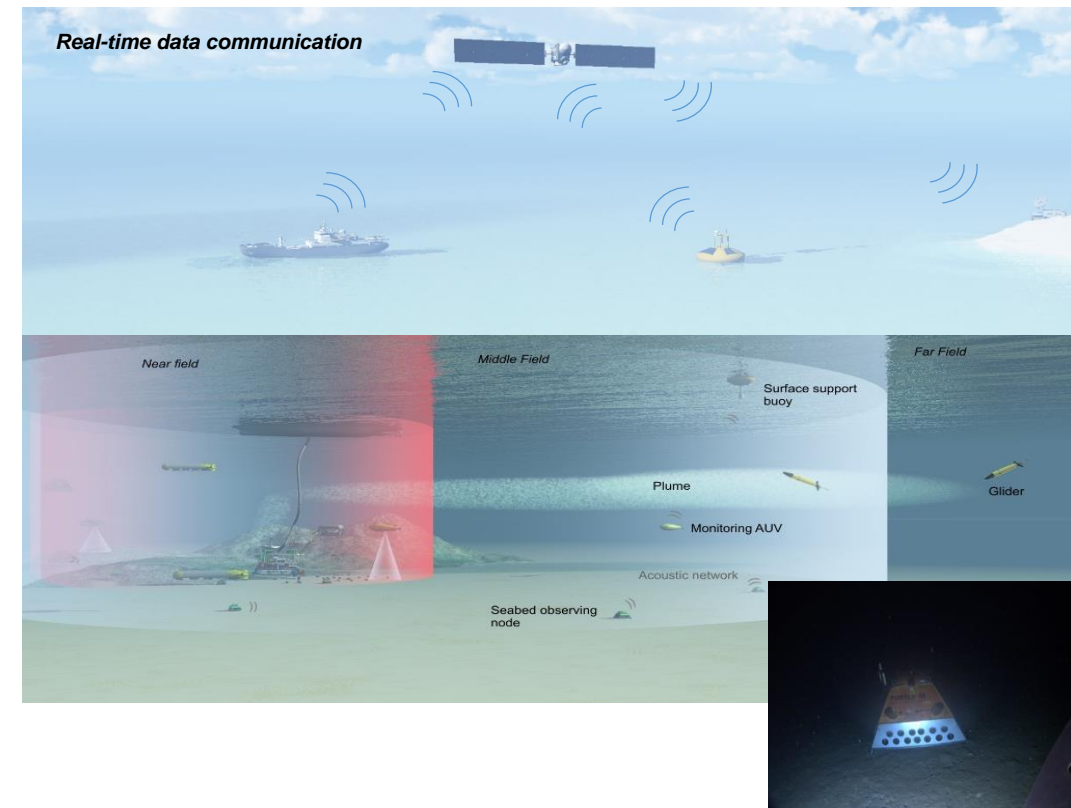 Real-time data communication
Near field
Middle Field
Far Field
Surface support
buoy
Plume
Glider
Monitoring AUV
Acoustic network
Seabed observing
node